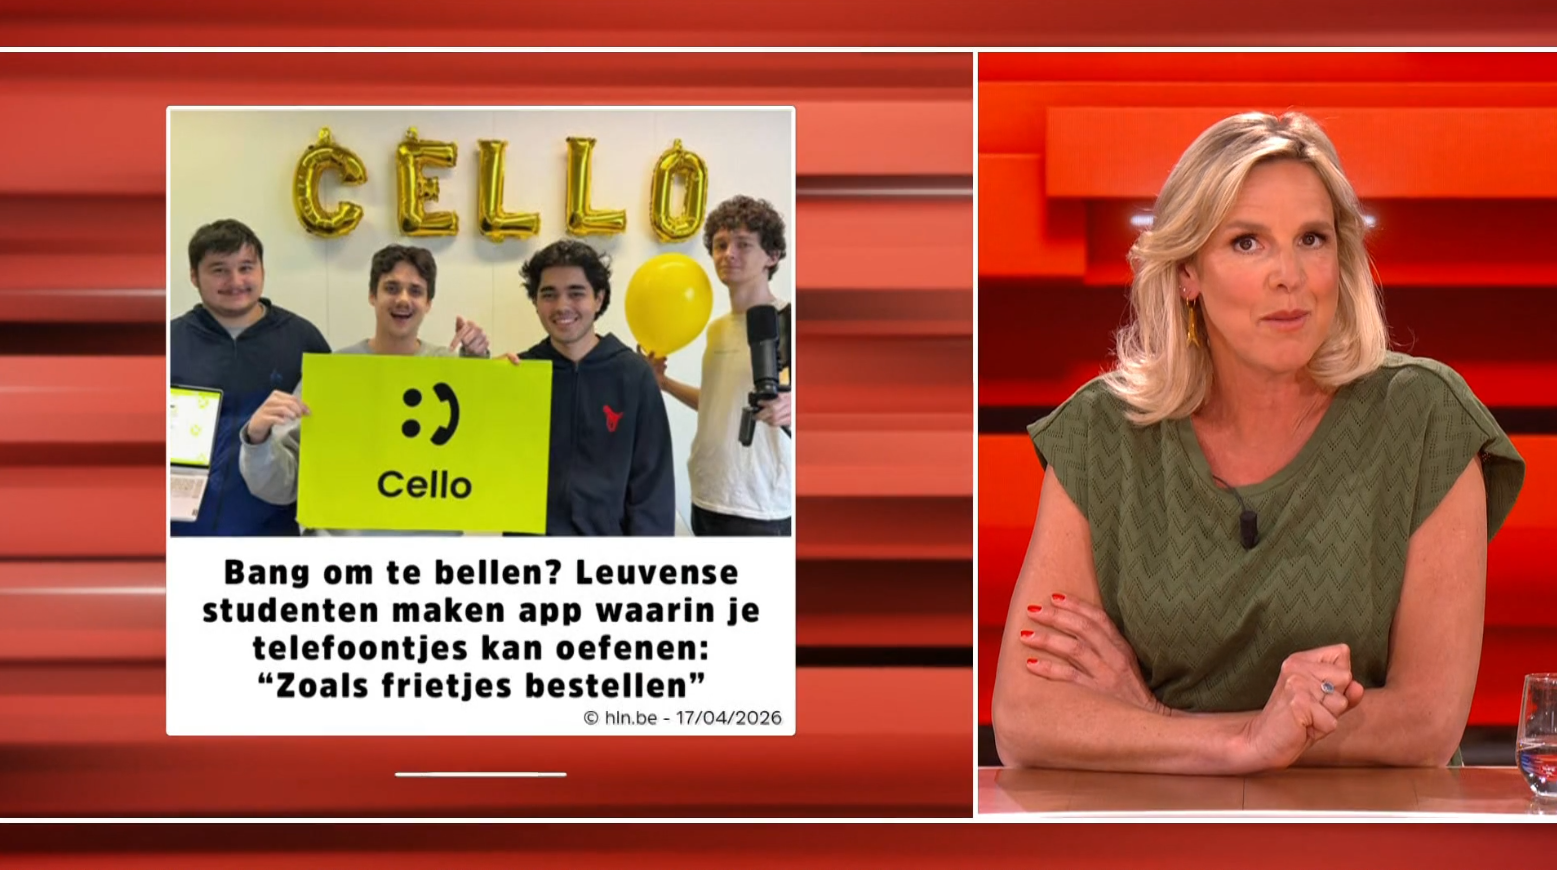 CELLO
Cello
Bang om te bellen? Leuvense
studenten maken app waarin je
telefoontjes kan oefenen:
“Zoals frietjes bestellen”
© hln.be - 17/04/2026